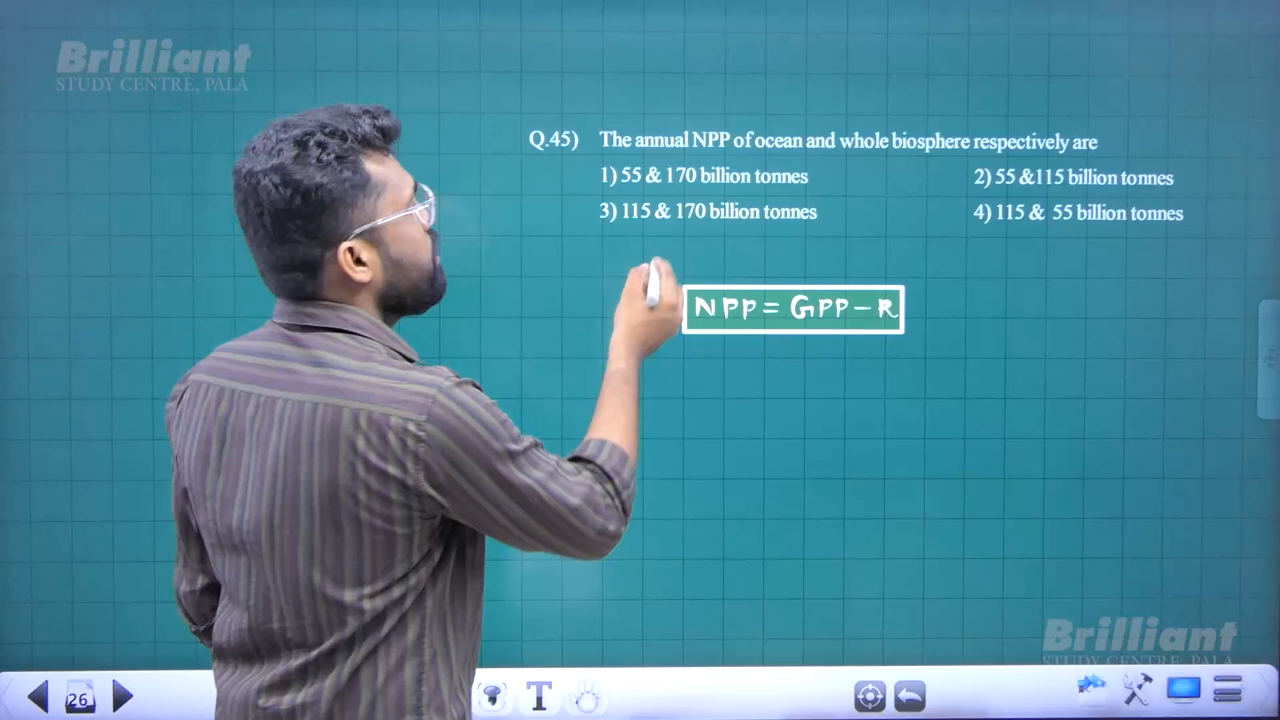 Brilliant
STUDY CENTRE, PALA
Q.45) The annual NPP of ocean and whole biosphere respectively are
1) 55 & 170 billion tonnes
2) 55 &115 billion tonnes
3) 115 & 170 billion tonnes
4) 115 & 55 billion tonnes
NPP = GPP – R
Brilliant
STUDY CENTRE, PALA
26
T